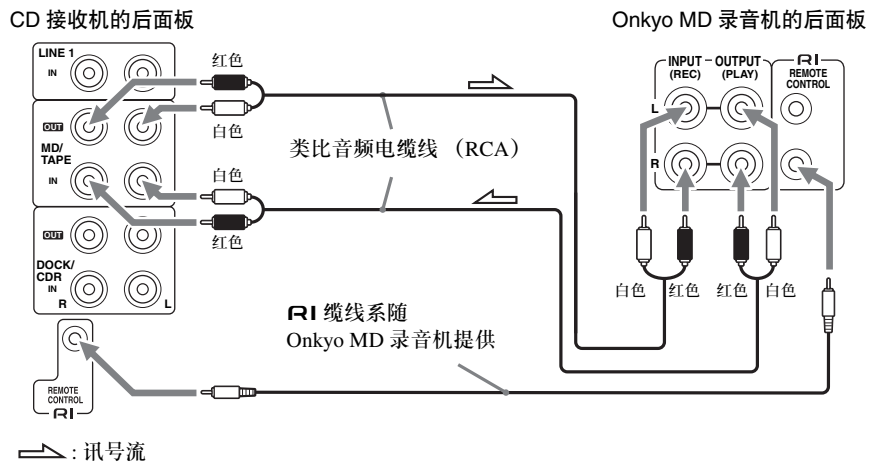 CD 接收机的后面板
Onkyo MD 录音机的后面板
LINE 1
IN
OUT
MD/
TAPE
IN
OUT
DOCK/
CDR
IN
R
L
REMOTE
CONTROL
RI
红色
白色
白色
红色
类比音频电缆线 (RCA)
RI 缆线系随
Onkyo MD 录音机提供
INPUT
(REC)
OUTPUT
(PLAY)
RI
REMOTE
CONTROL
L
R
白色
红色
红色
白色
: 讯号流